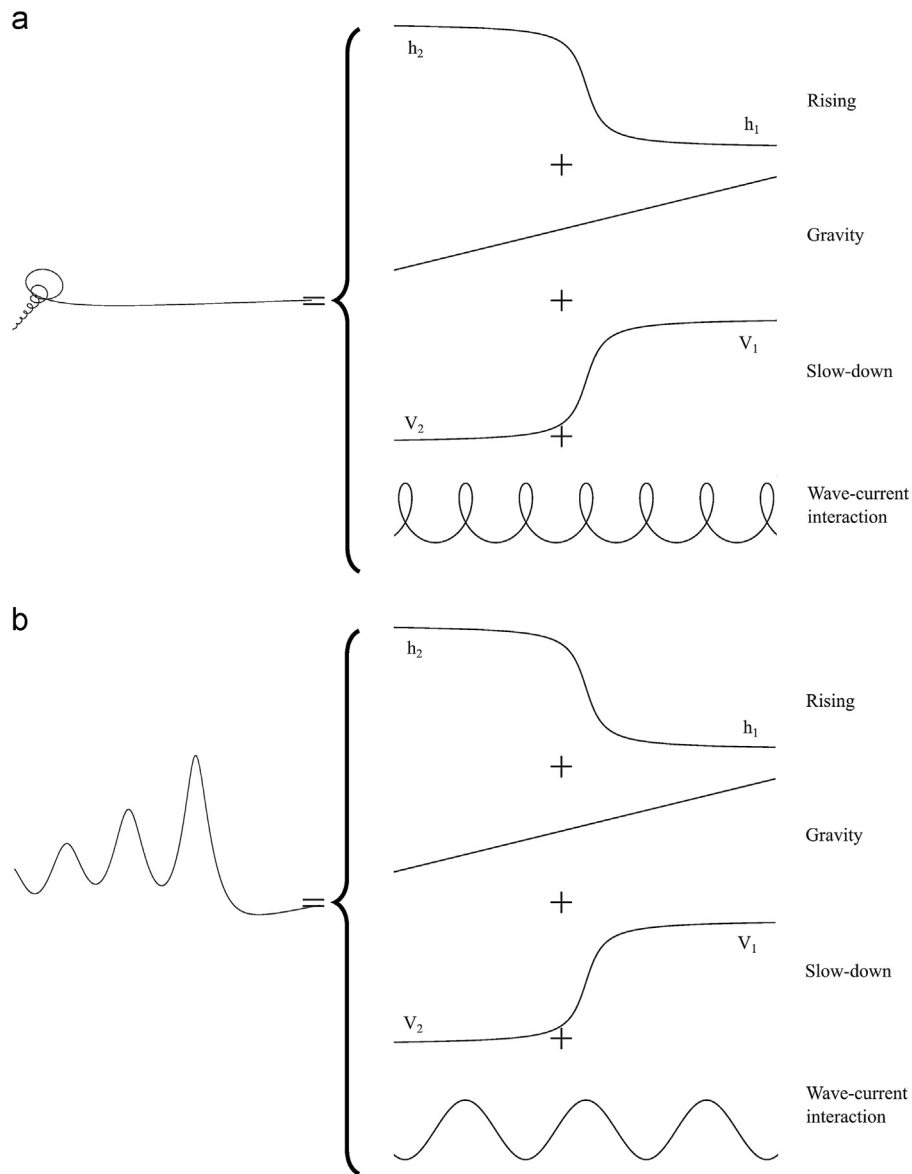 a
h₂
h₁
Rising
+
Gravity
=
+
V₁
Slow-down
V₂
+
Wave-current
interaction
b
h₂
h₁
Rising
+
Gravity
=
+
V₁
Slow-down
V₂
+
Wave-current
interaction